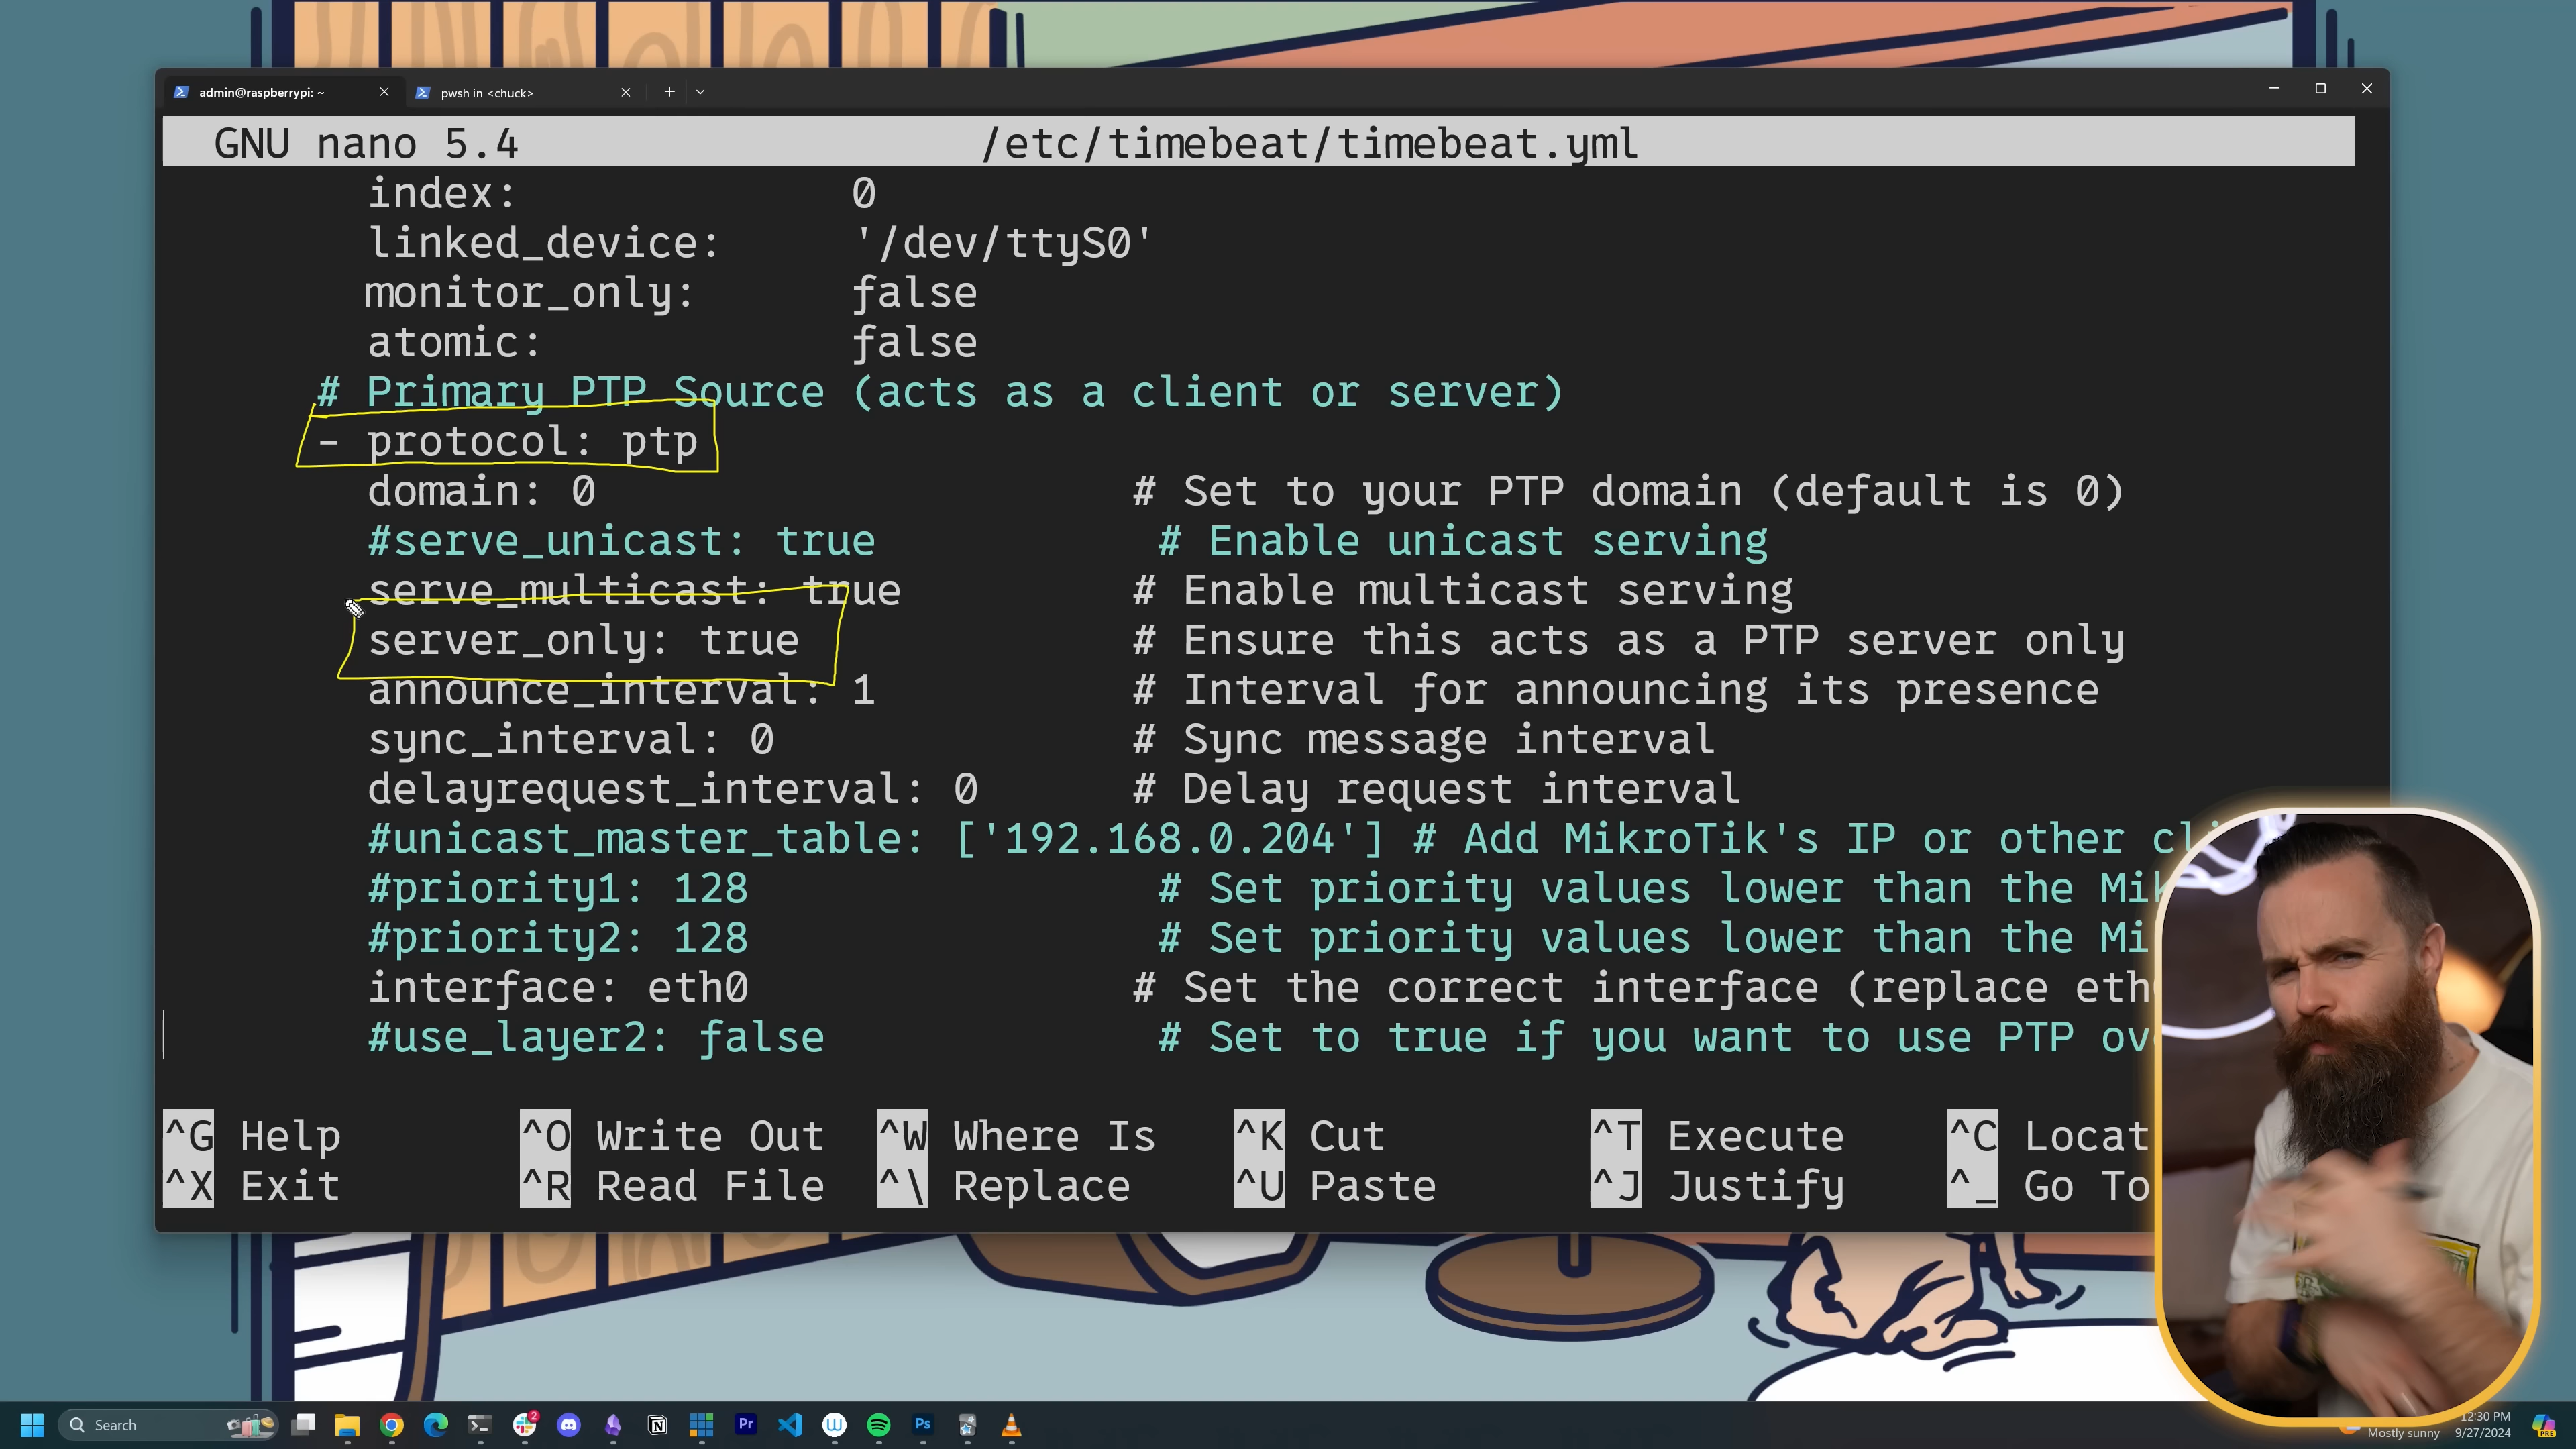 admin@raspberrypi: ~
pwsh in <chuck>
GNU nano 5.4 /etc/timebeat/timebeat.yml
index: 0
linked_device: '/dev/ttyS0'
monitor_only: false
atomic: false
# Primary PTP Source (acts as a client or server)
- protocol: ptp
domain: 0 # Set to your PTP domain (default is 0)
#serve_unicast: true # Enable unicast serving
serve_multicast: true # Enable multicast serving
server_only: true # Ensure this acts as a PTP server only
announce_interval: 1 # Interval for announcing its presence
sync_interval: 0 # Sync message interval
delayrequest_interval: 0 # Delay request interval
#unicast_master_table: ['192.168.0.204'] # Add MikroTik's IP or other cl
#priority1: 128 # Set priority values lower than the Mik
#priority2: 128 # Set priority values lower than the Mi
interface: eth0 # Set the correct interface (replace eth
#use_layer2: false # Set to true if you want to use PTP ov
^G Help ^O Write Out ^W Where Is ^K Cut ^T Execute ^C Locat
^X Exit ^R Read File ^\ Replace ^U Paste ^J Justify ^_ Go To
Search
2
Pr
Ps
Mostly sunny
12:30 PM
9/27/2024
PRE